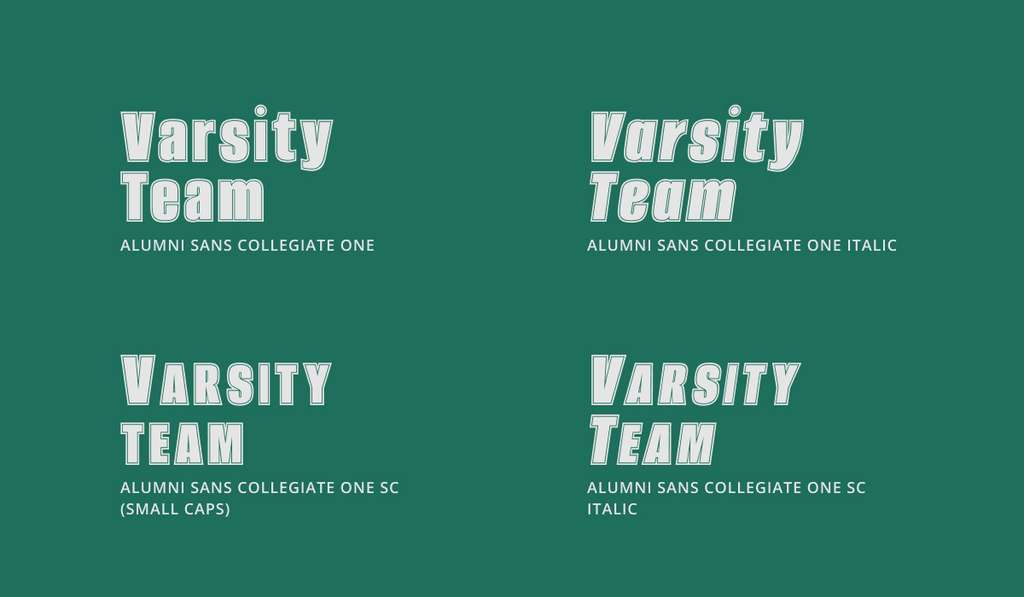 Varsity
Team
ALUMNI SANS COLLEGIATE ONE
Varsity
Team
ALUMNI SANS COLLEGIATE ONE ITALIC
VARSITY
TEAM
ALUMNI SANS COLLEGIATE ONE SC
(SMALL CAPS)
VARSITY
TEAM
ALUMNI SANS COLLEGIATE ONE SC
ITALIC